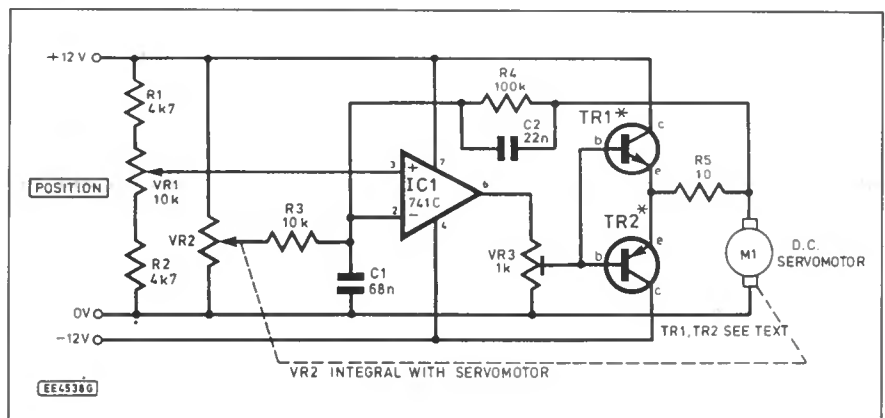 +12V
R1
4k7
POSITION
VR1
10k
R2
4k7
VR2
R3
10k
C1
68n
R4
100k
C2
22n
3
+
7
IC1
741C
2
-
4
6
VR3
1k
TR1*
b
c
e
TR2*
b
e
c
R5
10
M1
D.C.
SERVOMOTOR
0V
-12V
TR1, TR2 SEE TEXT
VR2 INTEGRAL WITH SERVOMOTOR
EE4538G